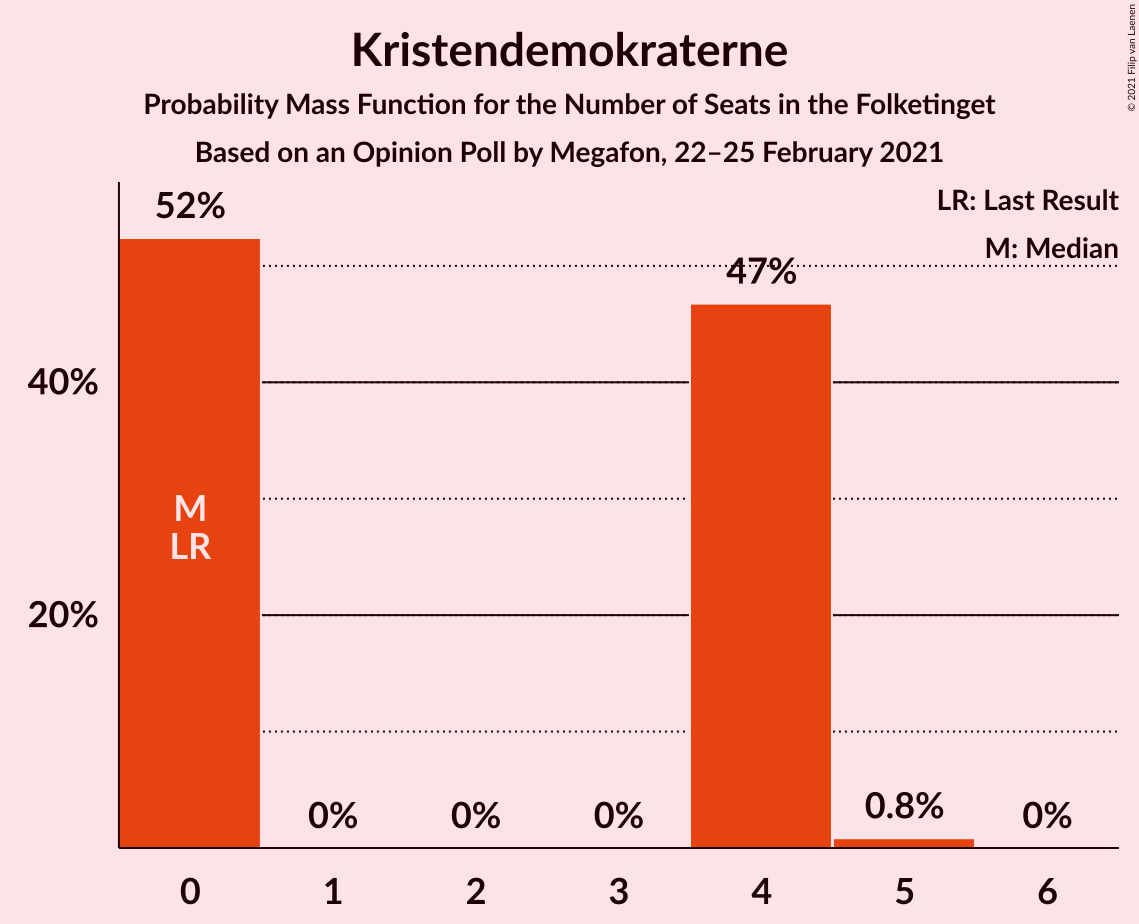 Kristendemokraterne
Probability Mass Function for the Number of Seats in the Folketinget
Based on an Opinion Poll by Megafon, 22–25 February 2021
© 2021 Filip van Laenen
LR: Last Result
M: Median
52%
47%
40%
M
LR
20%
0%
0%
0%
0.8%
0%
0
1
2
3
4
5
6